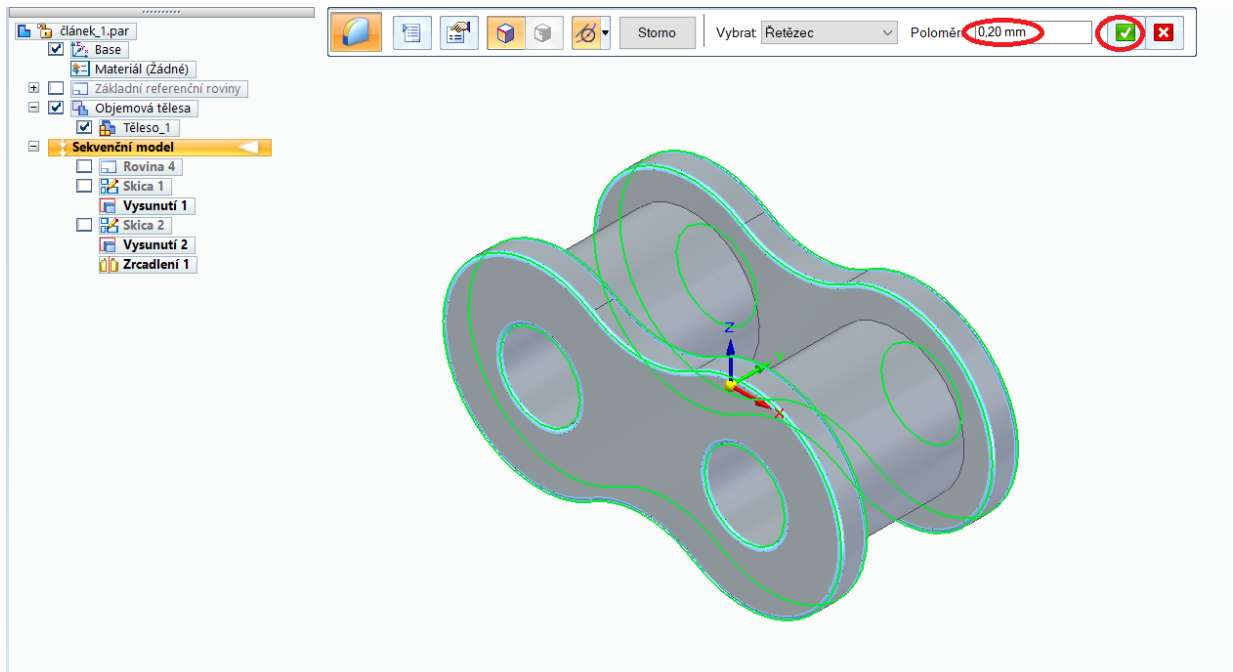 článek_1.par
Base
Materiál (Žádné)
Základní referenční roviny
Objemová tělesa
Těleso_1
Sekvenční model
Rovina 4
Skica 1
Vysunutí 1
Skica 2
Vysunutí 2
Zrcadlení 1
Storno Vybrat: Řetězec Poloměr: 0,20 mm
Z
Y
X